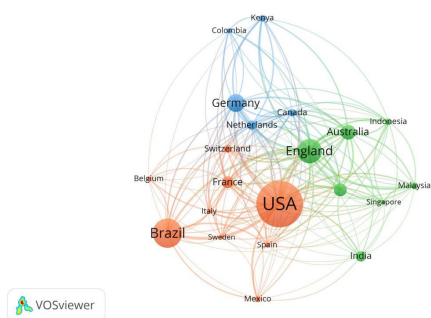 Kenya
Colombia
Germany
Canada
Indonesia
Netherlands
Australia
Switzerland
England
Belgium
France
Malaysia
USA
Singapore
Italy
Brazil
Sweden
Spain
India
Mexico
VOSviewer